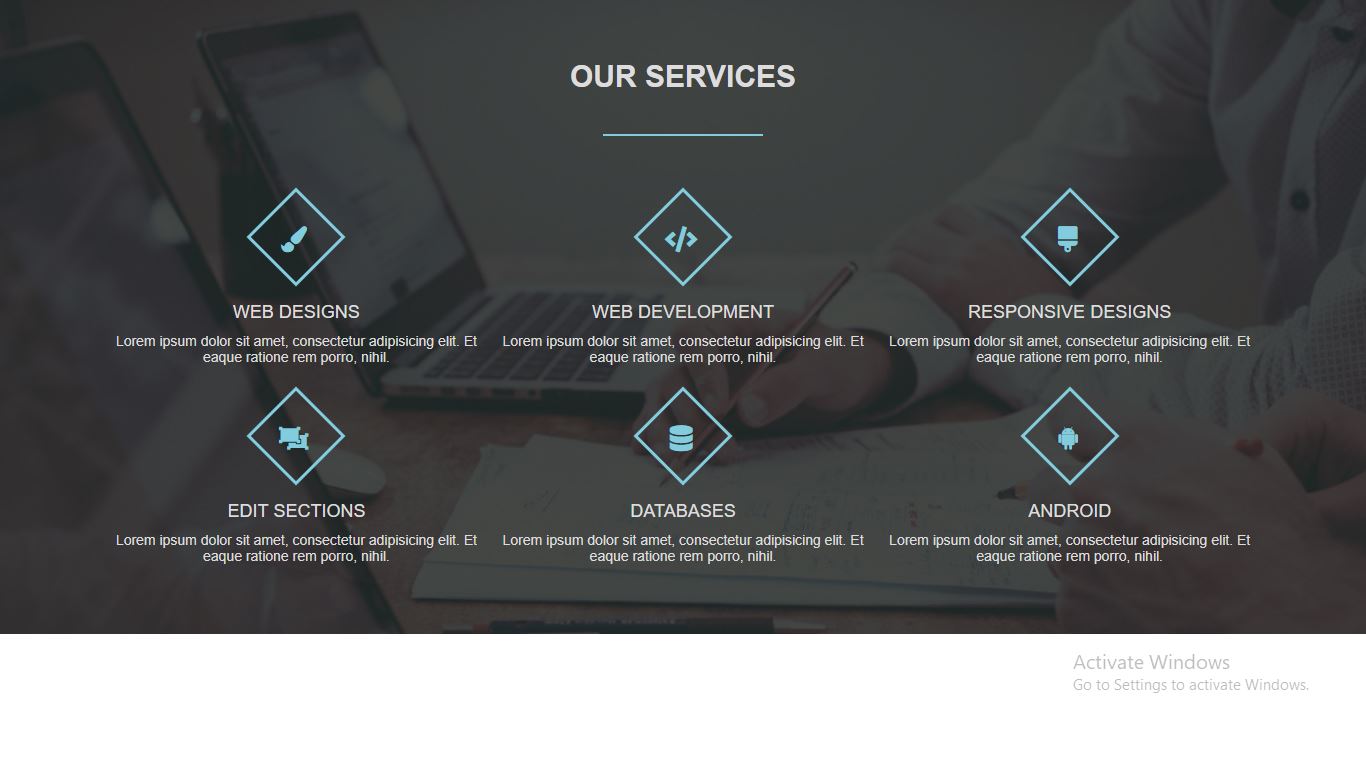 OUR SERVICES
WEB DESIGNS
Lorem ipsum dolor sit amet, consectetur adipisicing elit. Et
eaque ratione rem porro, nihil.
WEB DEVELOPMENT
Lorem ipsum dolor sit amet, consectetur adipisicing elit. Et
eaque ratione rem porro, nihil.
RESPONSIVE DESIGNS
Lorem ipsum dolor sit amet, consectetur adipisicing elit. Et
eaque ratione rem porro, nihil.
EDIT SECTIONS
Lorem ipsum dolor sit amet, consectetur adipisicing elit. Et
eaque ratione rem porro, nihil.
DATABASES
Lorem ipsum dolor sit amet, consectetur adipisicing elit. Et
eaque ratione rem porro, nihil.
ANDROID
Lorem ipsum dolor sit amet, consectetur adipisicing elit. Et
eaque ratione rem porro, nihil.
Activate Windows
Go to Settings to activate Windows.